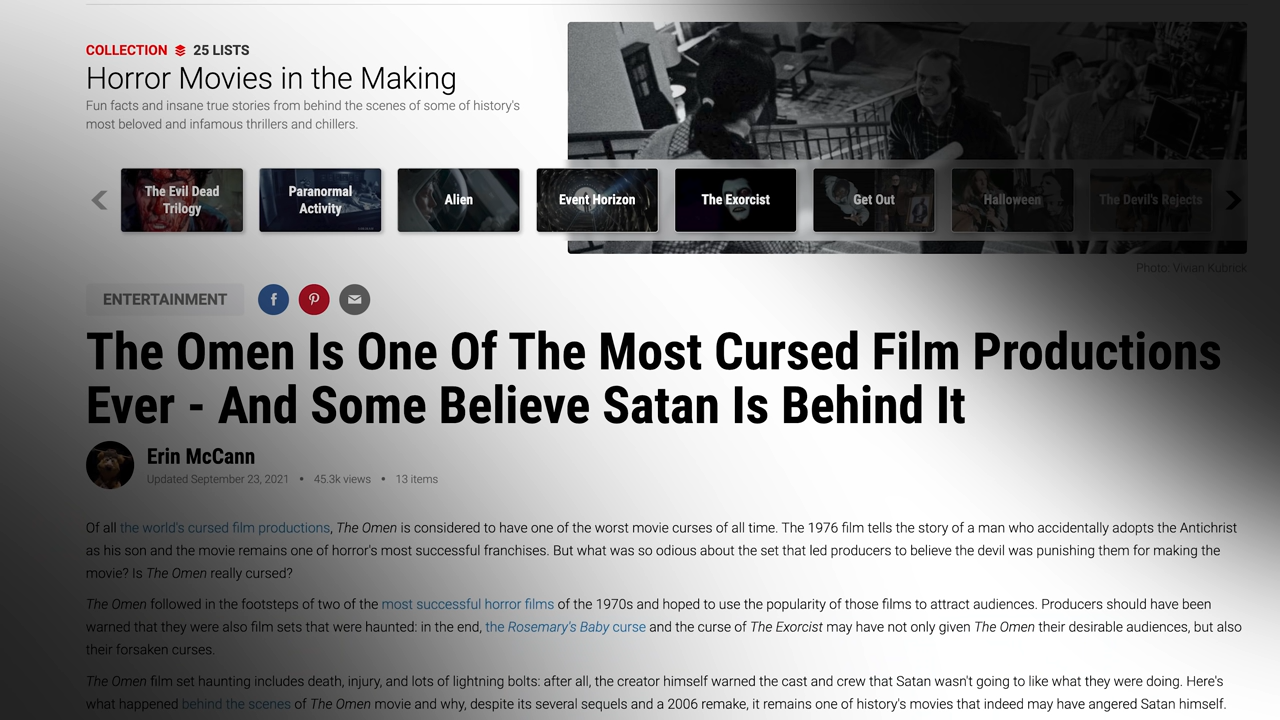 COLLECTION 25 LISTS
Horror Movies in the Making
Fun facts and insane true stories from behind the scenes of some of history's
most beloved and infamous thrillers and chillers.
The Evil Dead
Trilogy
Paranormal
Activity
Alien
Event Horizon
The Exorcist
Get Out
Halloween
The Devil's Rejects
Photo: Vivian Kubrick
ENTERTAINMENT
The Omen Is One Of The Most Cursed Film Productions
Ever - And Some Believe Satan Is Behind It
Erin McCann
Updated September 23, 2021 • 45.3k views • 13 items
Of all the world's cursed film productions, The Omen is considered to have one of the worst movie curses of all time. The 1976 film tells the story of a man who accidentally adopts the Antichrist
as his son and the movie remains one of horror's most successful franchises. But what was so odious about the set that led producers to believe the devil was punishing them for making the
movie? Is The Omen really cursed?
The Omen followed in the footsteps of two of the most successful horror films of the 1970s and hoped to use the popularity of those films to attract audiences. Producers should have been
warned that they were also film sets that were haunted: in the end, the Rosemary's Baby curse and the curse of The Exorcist may have not only given The Omen their desirable audiences, but also
their forsaken curses.
The Omen film set haunting includes death, injury, and lots of lightning bolts: after all, the creator himself warned the cast and crew that Satan wasn't going to like what they were doing. Here's
what happened behind the scenes of The Omen movie and why, despite its several sequels and a 2006 remake, it remains one of history's movies that indeed may have angered Satan himself.